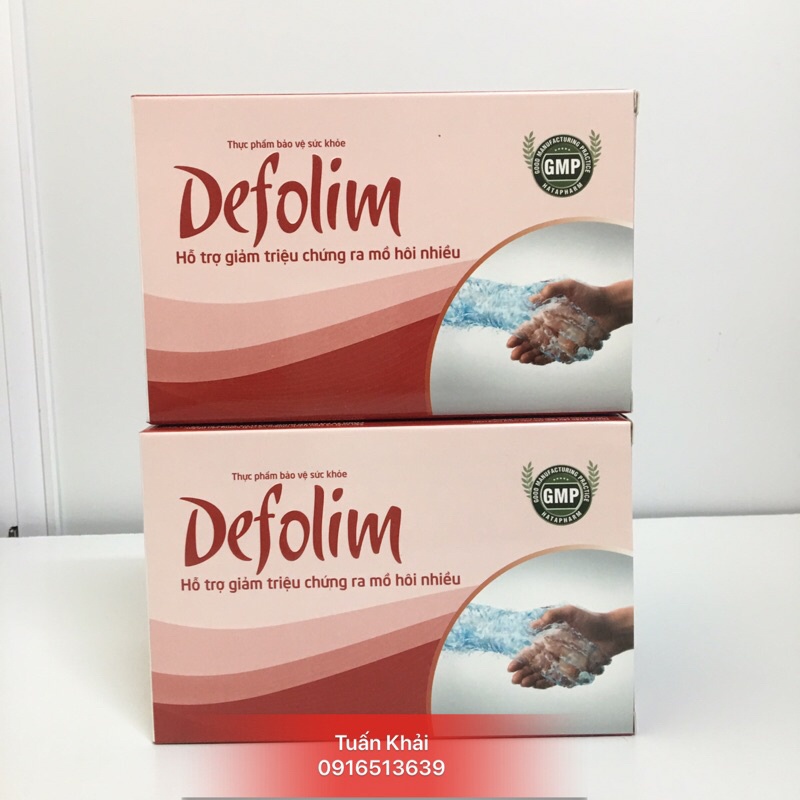 Thực phẩm bảo vệ sức khỏe
Defolim
Hỗ trợ giảm triệu chứng ra mồ hôi nhiều
GOOD MANUFACTURING PRACTICE
GMP
HATAPHARM
Thực phẩm bảo vệ sức khỏe
Defolim
Hỗ trợ giảm triệu chứng ra mồ hôi nhiều
GOOD MANUFACTURING PRACTICE
GMP
HATAPHARM
Tuấn Khải
0916513639